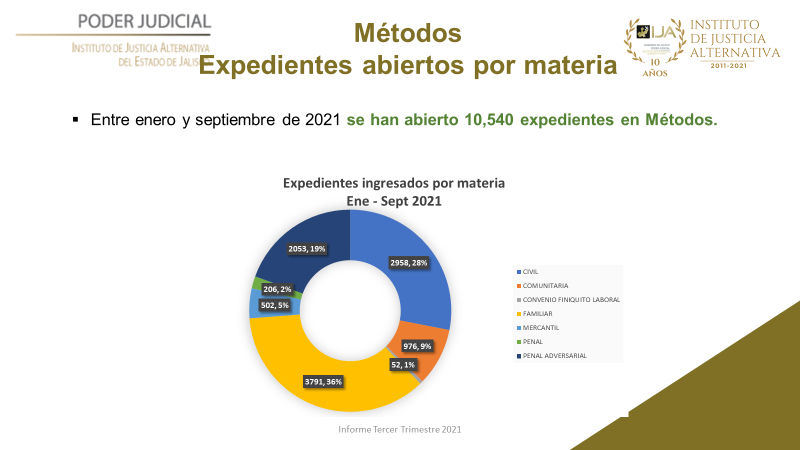 PODER JUDICIAL
INSTITUTO DE JUSTICIA ALTERNATIVA
DEL ESTADO DE JALIS
Métodos
Expedientes abiertos por materia
IJA
10
AÑOS
INSTITUTO
DE JUSTICIA
ALTERNATIVA
2011-2021
▪ Entre enero y septiembre de 2021 se han abierto 10,540 expedientes en Métodos.
Expedientes ingresados por materia
Ene - Sept 2021
2053, 19%
2958, 28%
206, 2%
502, 5%
976, 9%
52, 1%
3791, 36%
CIVIL
COMUNITARIA
CONVENIO FINIQUITO LABORAL
FAMILIAR
MERCANTIL
PENAL
PENAL ADVERSARIAL
Informe Tercer Trimestre 2021